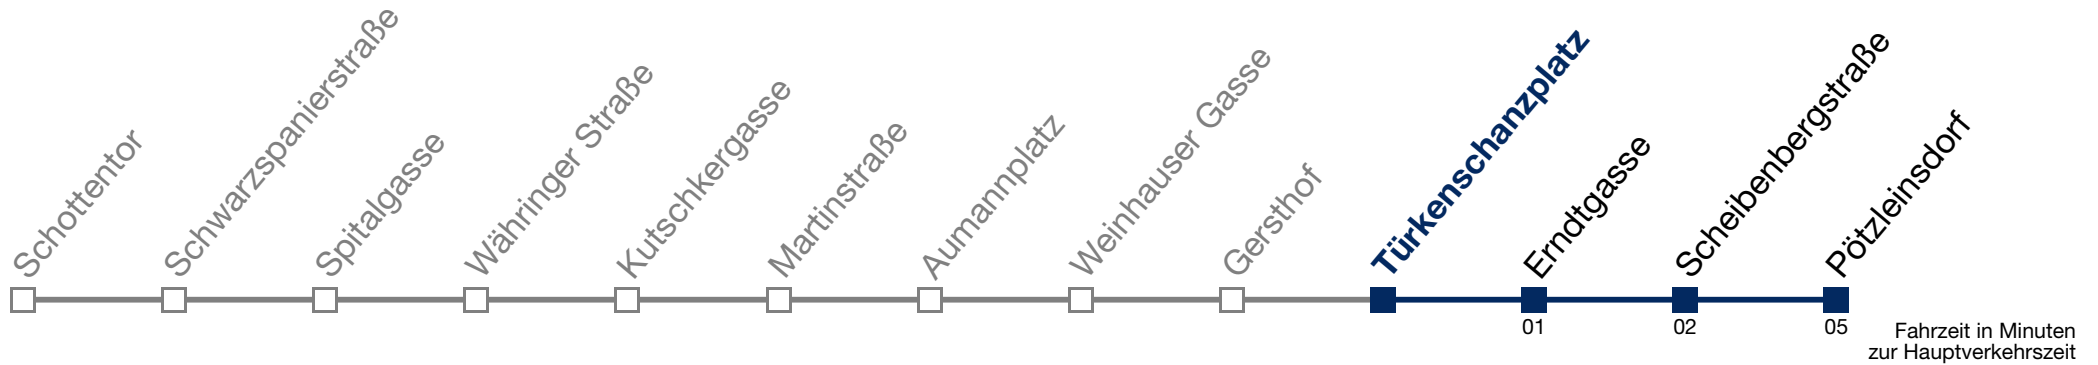 Schottentor
Schwarzspanierstraße
Spitalgasse
Währinger Straße
Kutschkergasse
Martinstraße
Aumannplatz
Weinhauser Gasse
Gersthof
Türkenschanzplatz
Erndtgasse
Scheibenbergstraße
Pötzleinsdorf
01
02
05
Fahrzeit in Minuten
zur Hauptverkehrszeit